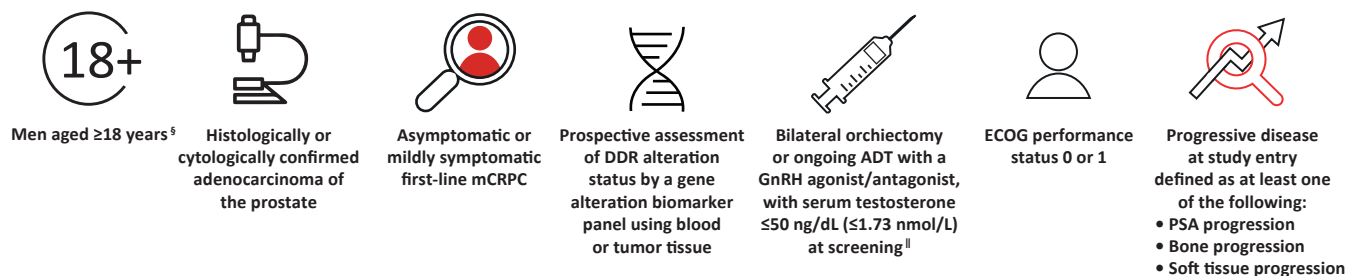 18+
Men aged ≥18 years §
Histologically or
cytologically confirmed
adenocarcinoma of
the prostate
Asymptomatic or
mildly symptomatic
first-line mCRPC
Prospective assessment
of DDR alteration
status by a gene
alteration biomarker
panel using blood
or tumor tissue
Bilateral orchiectomy
or ongoing ADT with a
GnRH agonist/antagonist,
with serum testosterone
≤50 ng/dL (≤1.73 nmol/L)
at screening ||
ECOG performance
status 0 or 1
Progressive disease
at study entry
defined as at least one
of the following:
• PSA progression
• Bone progression
• Soft tissue progression